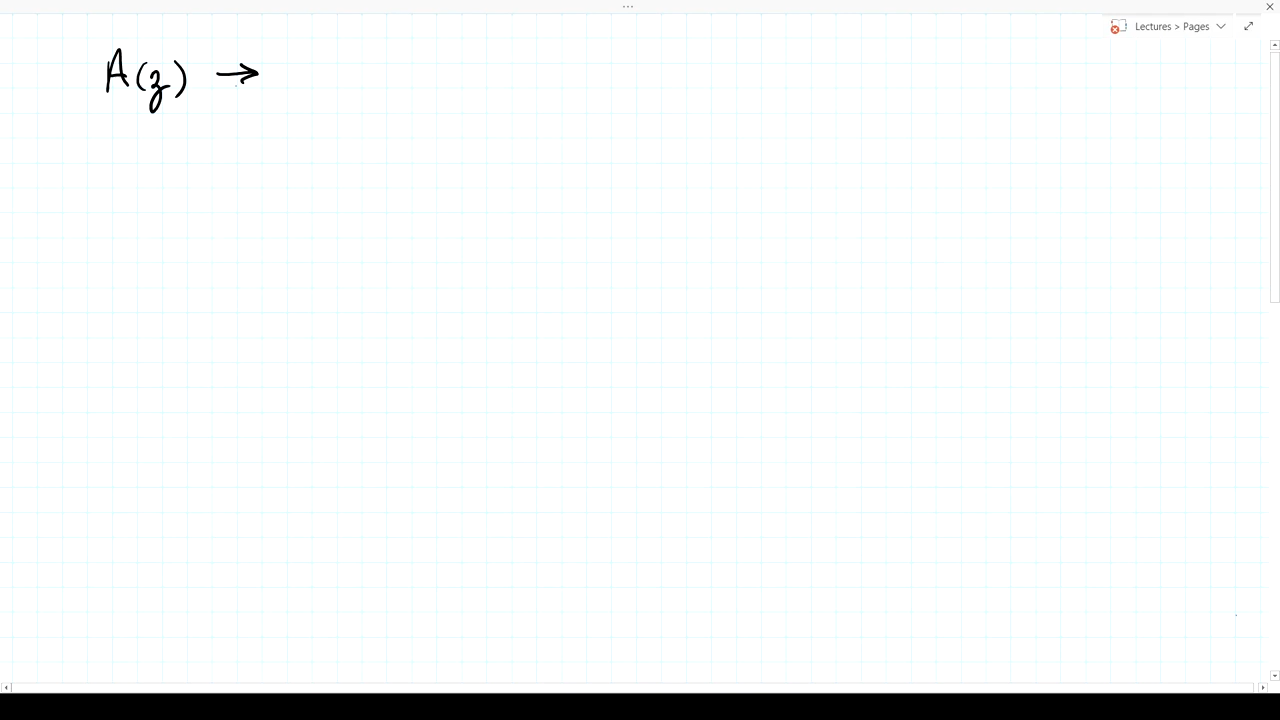 Lectures > Pages
A(z) →